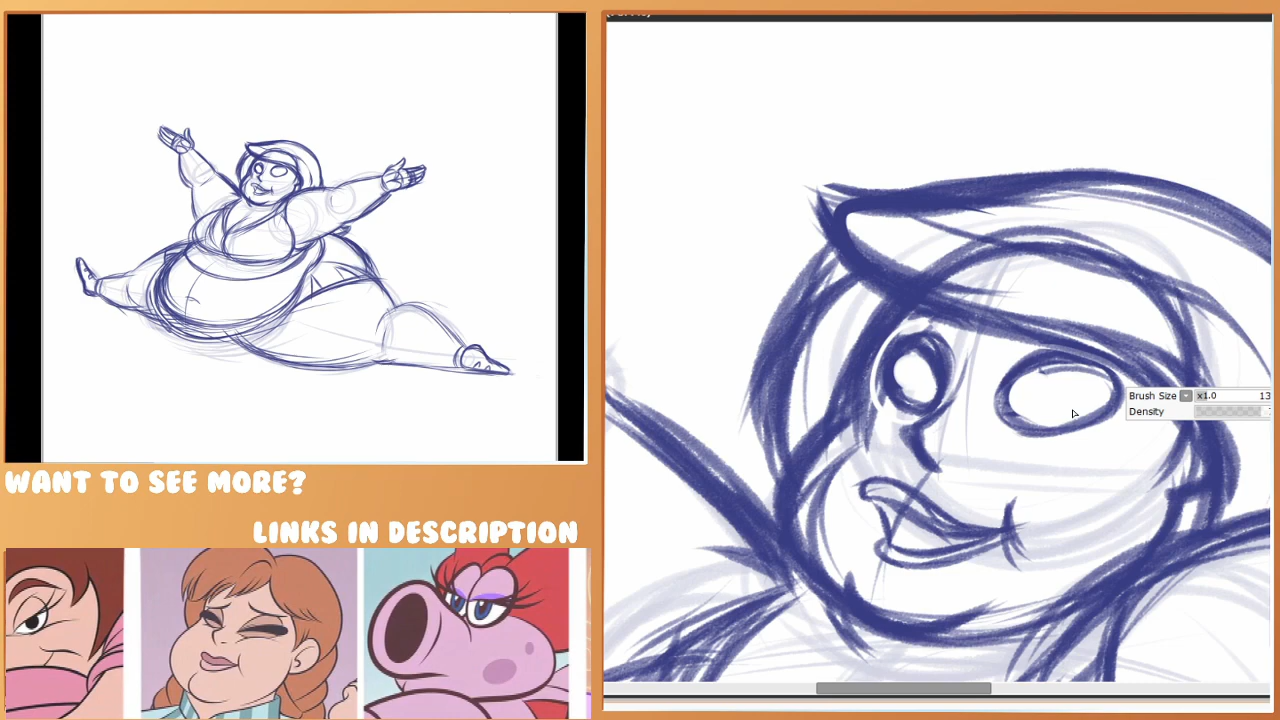 WANT TO SEE MORE?
LINKS IN DESCRIPTION
Brush Size x1.0 13
Density